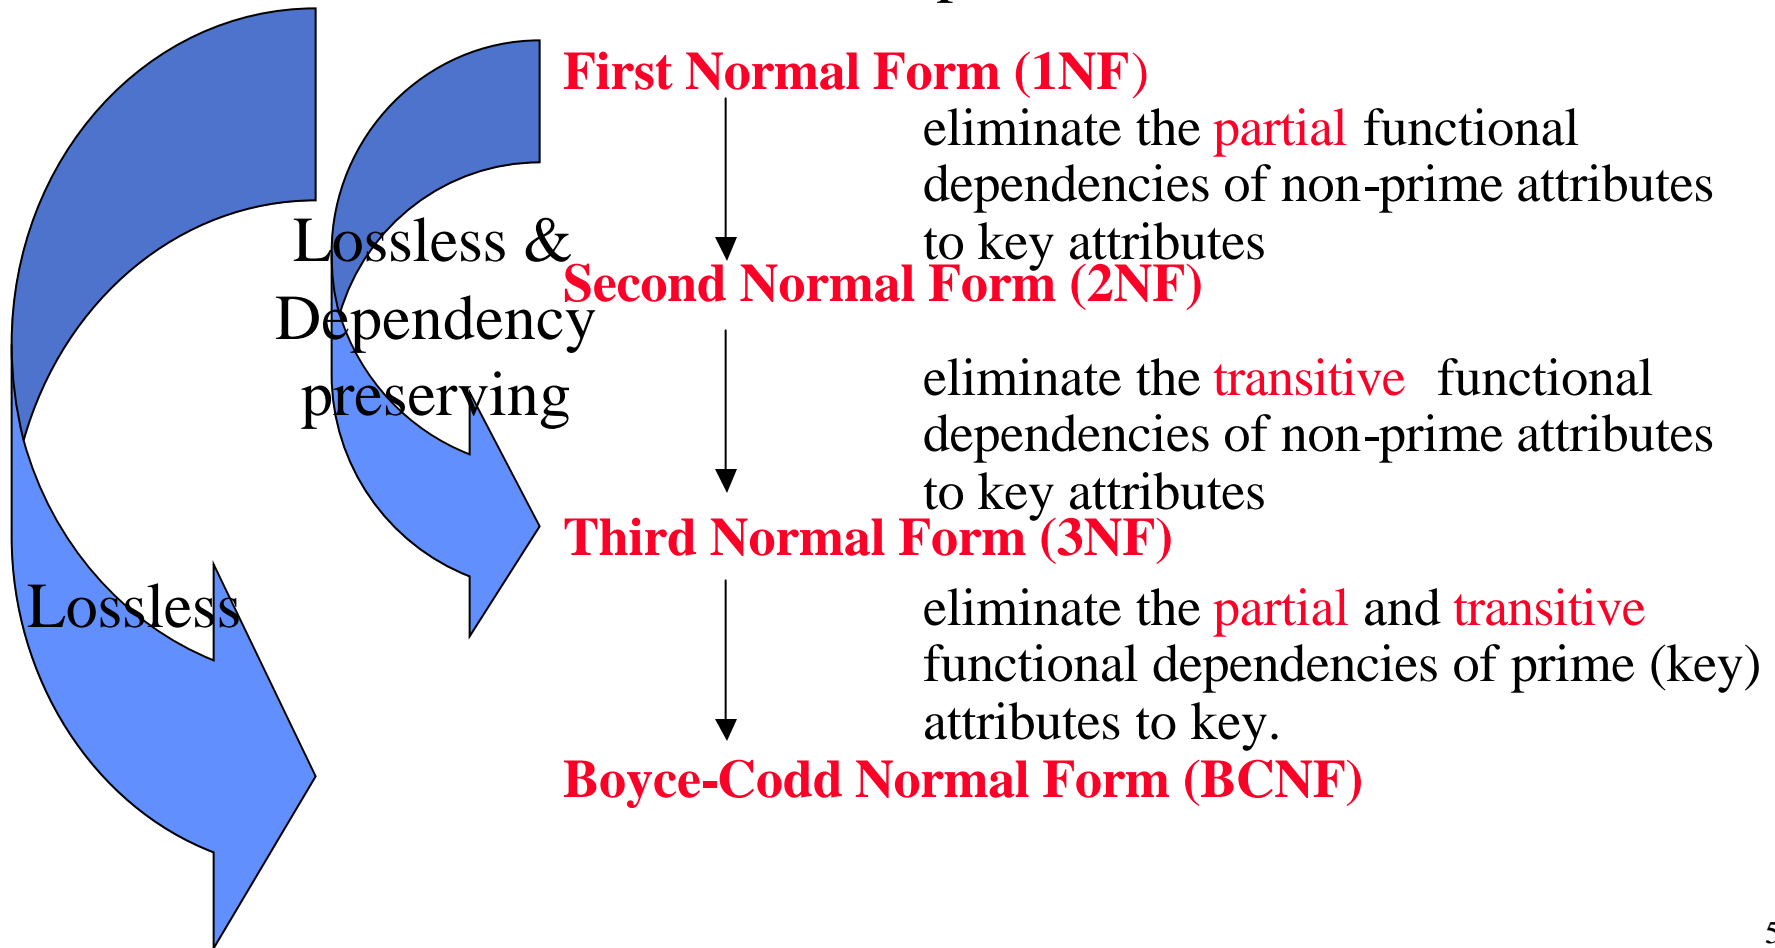 First Normal Form (1NF)
eliminate the partial functional
dependencies of non-prime attributes
to key attributes
Lossless &
Dependency
preserving
Second Normal Form (2NF)
eliminate the transitive functional
dependencies of non-prime attributes
to key attributes
Third Normal Form (3NF)
Lossless
eliminate the partial and transitive
functional dependencies of prime (key)
attributes to key.
Boyce-Codd Normal Form (BCNF)